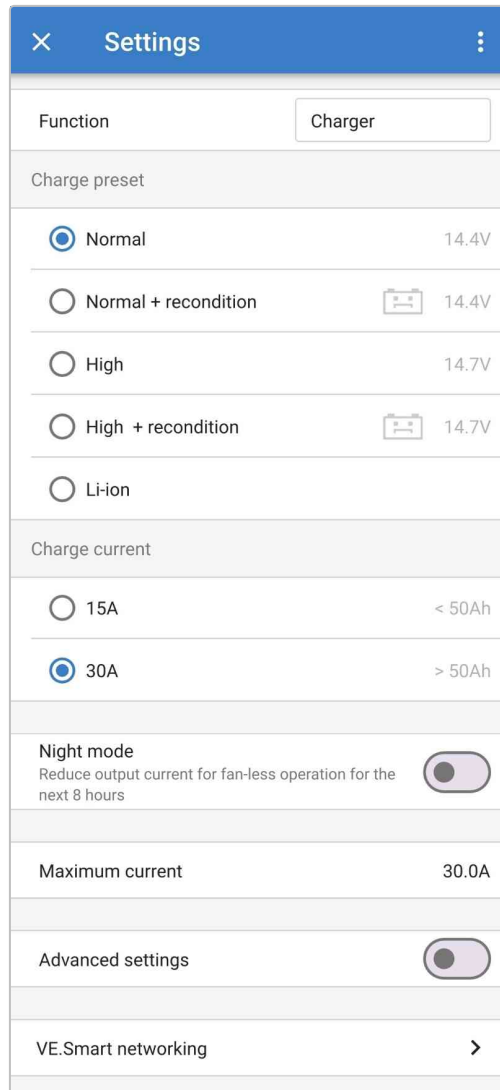 Settings
Function Charger
Charge preset
Normal 14.4V
Normal + recondition 14.4V
High 14.7V
High + recondition 14.7V
Li-ion
Charge current
15A < 50Ah
30A > 50Ah
Night mode
Reduce output current for fan-less operation for the
next 8 hours
Maximum current 30.0A
Advanced settings
VE.Smart networking